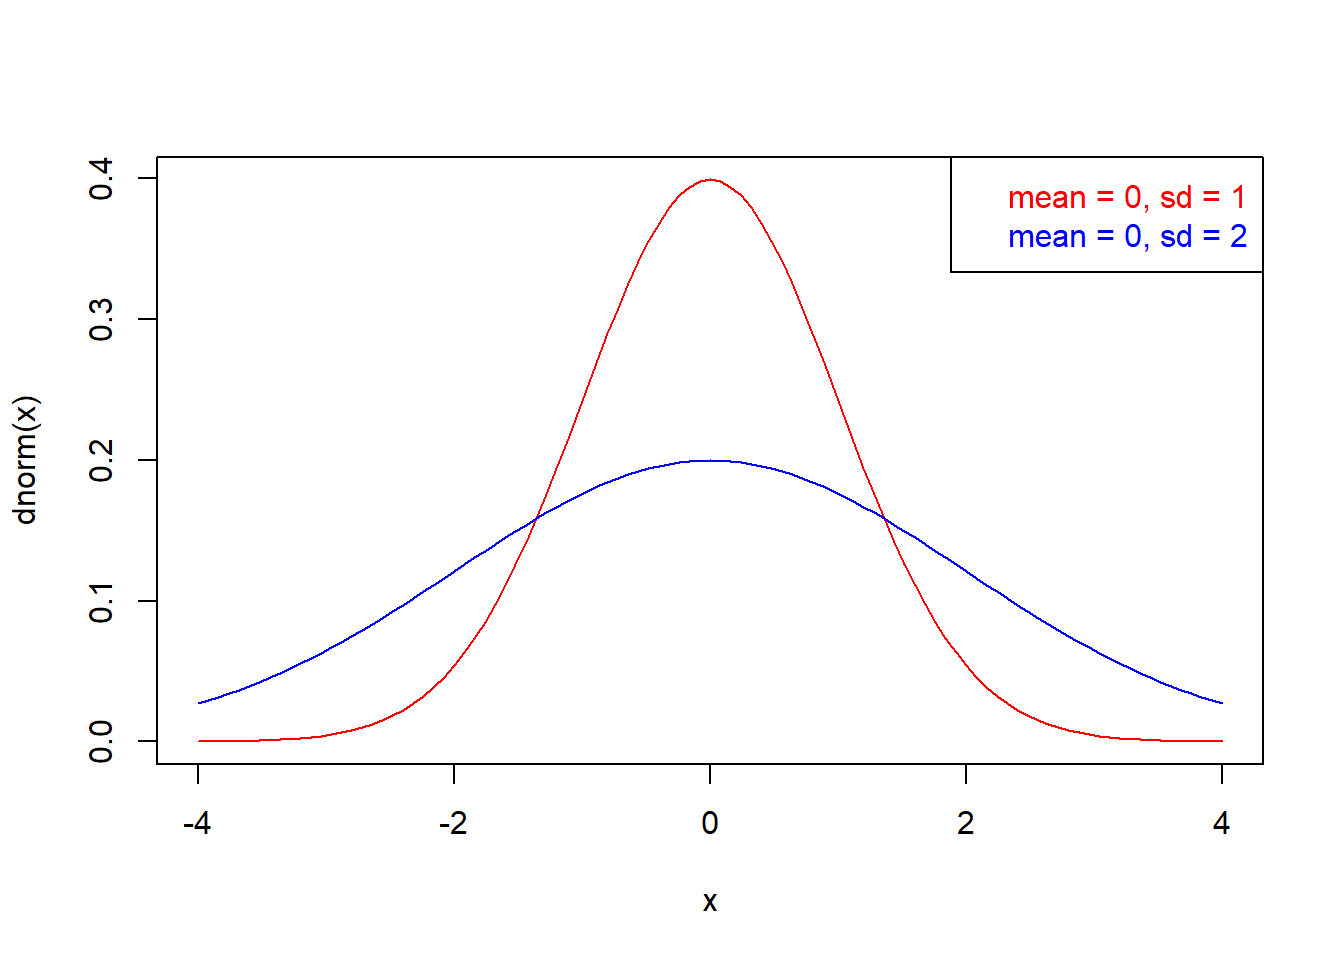 mean = 0, sd = 1
mean = 0, sd = 2
0.4
0.3
0.2
0.1
0.0
dnorm(x)
-4 -2 0 2 4
x